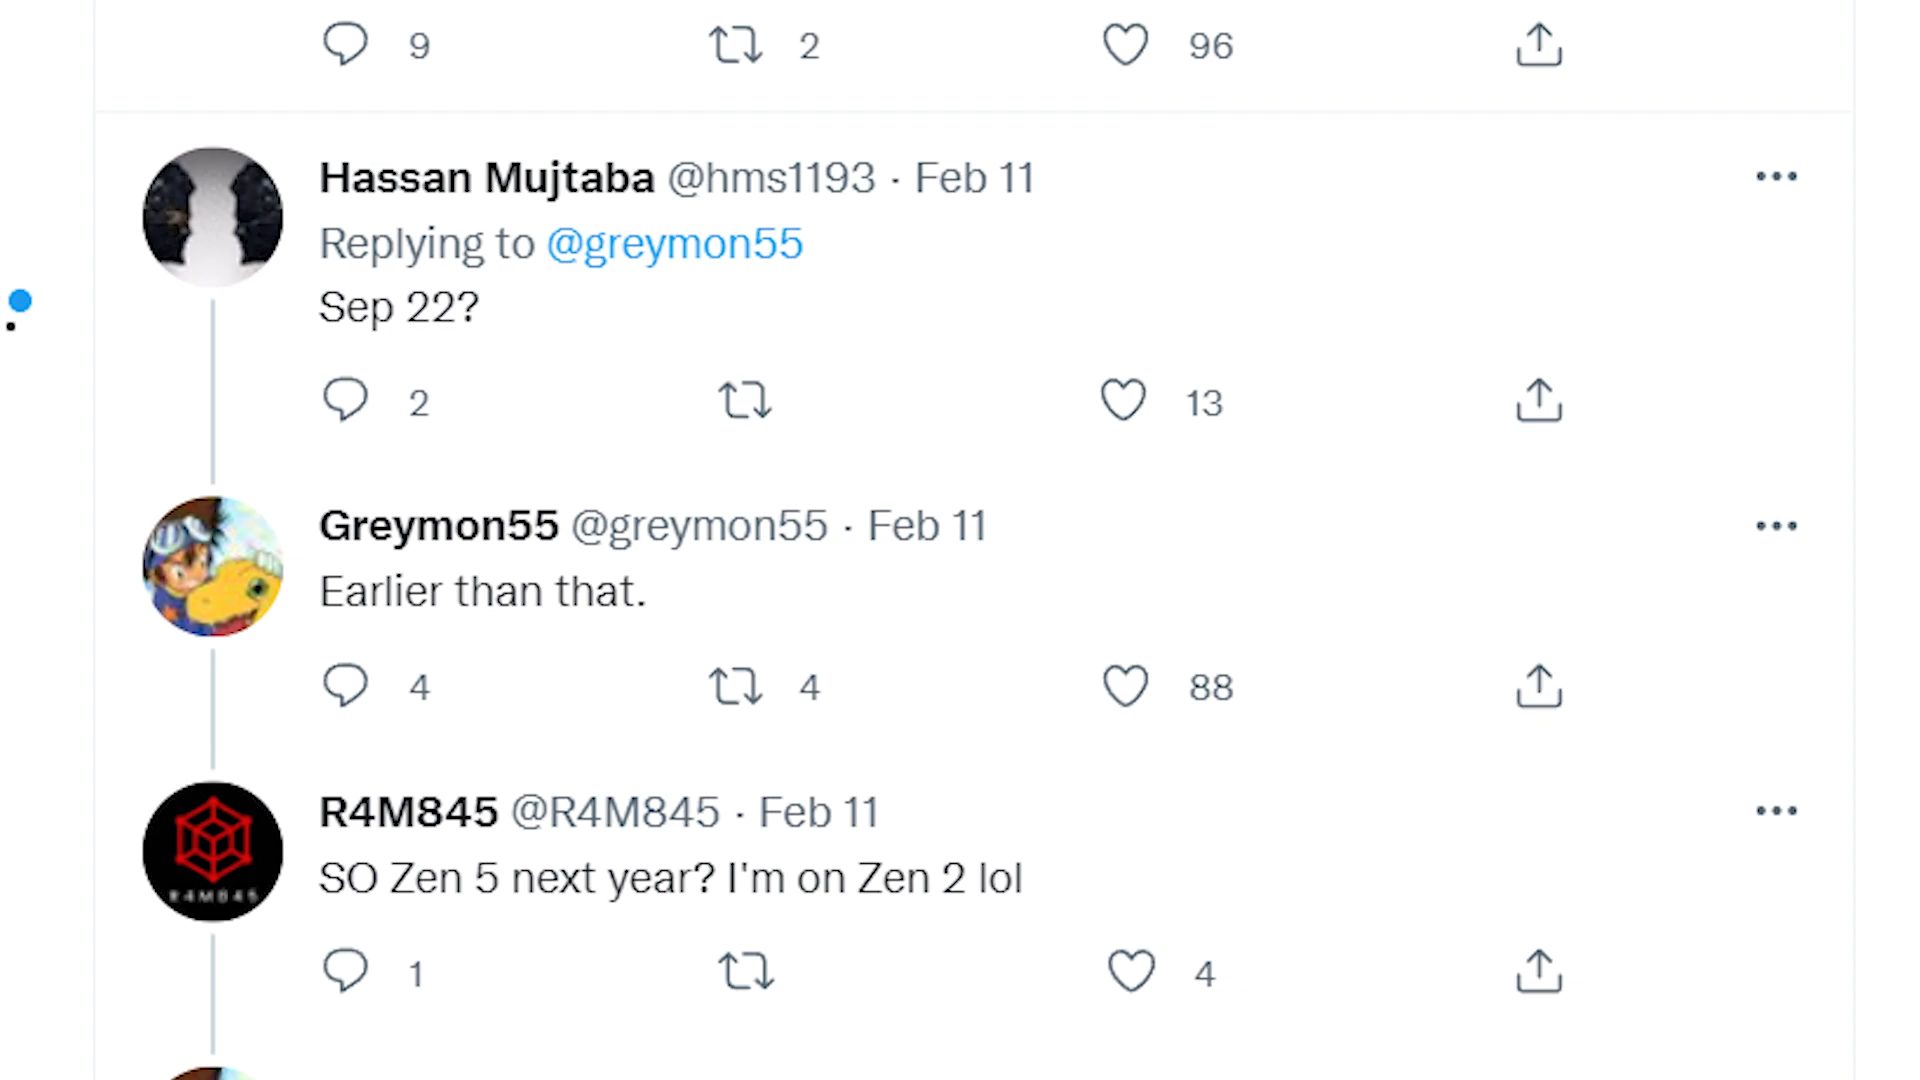 9 2 96
Hassan Mujtaba @hms1193 · Feb 11
Replying to @greymon55
Sep 22?
2 13
Greymon55 @greymon55 · Feb 11
Earlier than that.
4 4 88
R4M845 @R4M845 · Feb 11
SO Zen 5 next year? I'm on Zen 2 lol
R4M845
1 4